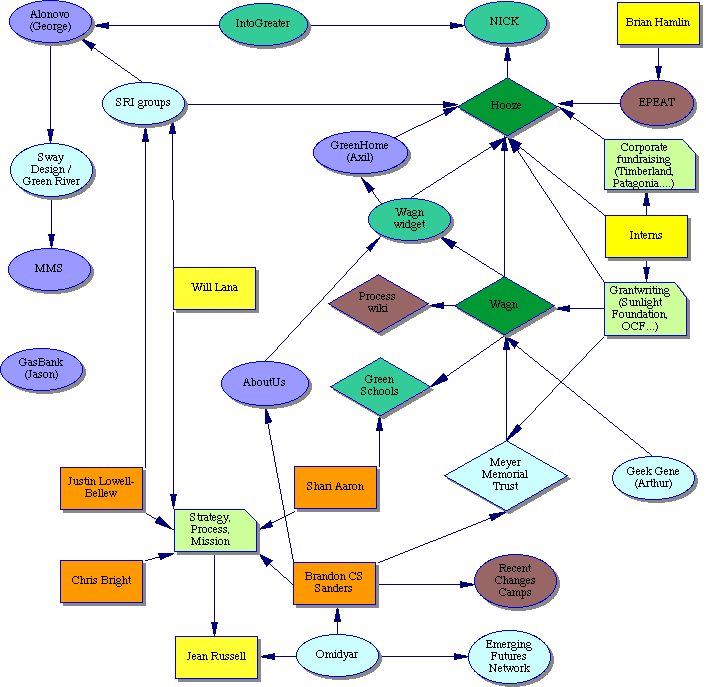 Alonovo
(George)
IntoGreater
NICK
Brian Hamlin
SRI groups
Hooze
EPEAT
GreenHome
(Axil)
Corporate
fundraising
(Timberland,
Patagonia....)
Sway
Design /
Green River
Wagn
widget
Interns
MMS
Will Lana
Process
wiki
Wagn
Grantwriting
(Sunlight
Foundation,
OCF...)
GasBank
(Jason)
AboutUs
Green
Schools
Justin Lowell-
Bellew
Shari Aaron
Meyer
Memorial
Trust
Geek Gene
(Arthur)
Strategy,
Process,
Mission
Chris Bright
Brandon CS
Sanders
Recent
Changes
Camps
Jean Russell
Omidyar
Emerging
Futures
Network